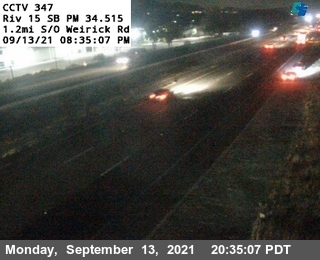 CCTV 347
Riv 15 SB PM 34.515
1.2mi S/O Weirick Rd
09/13/21 08:35:07 PM
Monday, September 13, 2021 20:35:07 PDT